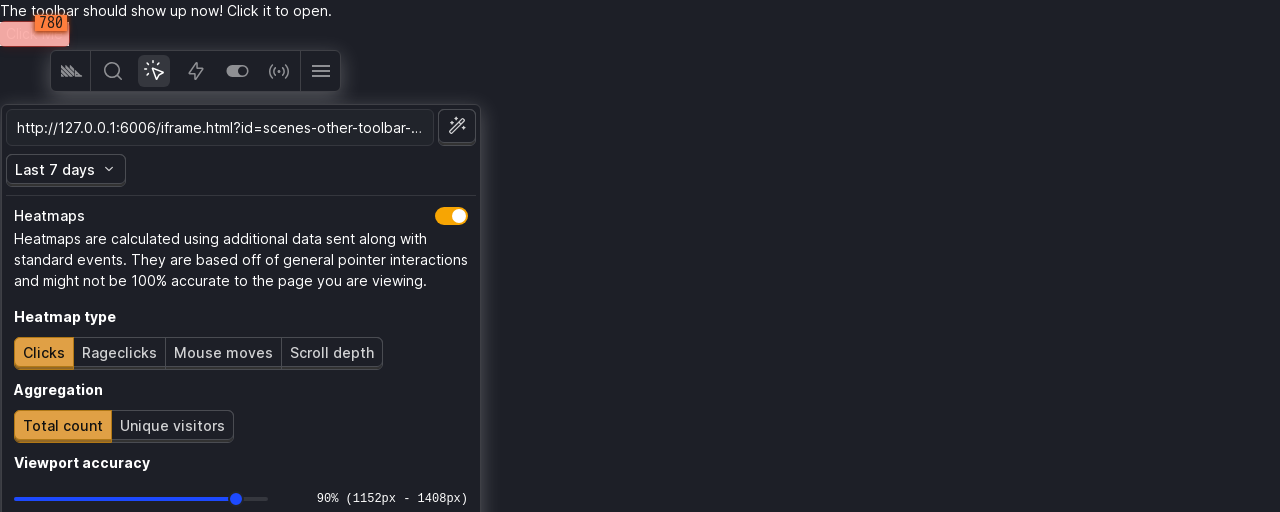 The toolbar should show up now! Click it to open.
780
http://127.0.0.1:6006/iframe.html?id=scenes-other-toolbar-...
Last 7 days
Heatmaps
Heatmaps are calculated using additional data sent along with
standard events. They are based off of general pointer interactions
and might not be 100% accurate to the page you are viewing.
Heatmap type
Clicks Rageclicks Mouse moves Scroll depth
Aggregation
Total count Unique visitors
Viewport accuracy
90% (1152px - 1408px)